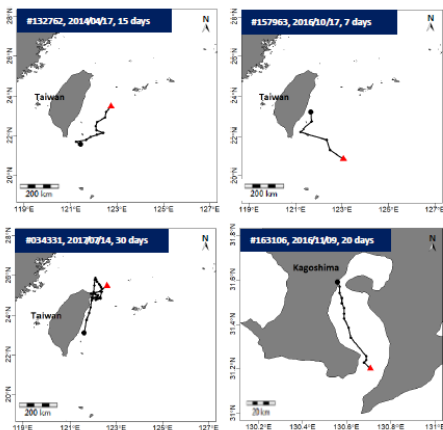 #132762, 2014/04/17, 15 days
N
Taiwan
200 km
26°N
24°N
22°N
20°N
119°E 121°E 123°E 125°E 127°E
#157963, 2016/10/17, 7 days
N
Taiwan
200 km
26°N
24°N
22°N
20°N
119°E 121°E 123°E 125°E 127°E
#034331, 2017/07/14, 30 days
N
Taiwan
200 km
26°N
24°N
22°N
20°N
119°E 121°E 123°E 125°E 127°E
#163106, 2016/11/09, 20 days
N
Kagoshima
20 km
31.8°N
31.6°N
31.4°N
31.2°N
31°N
130.2°E 130.4°E 130.6°E 130.8°E 131°E